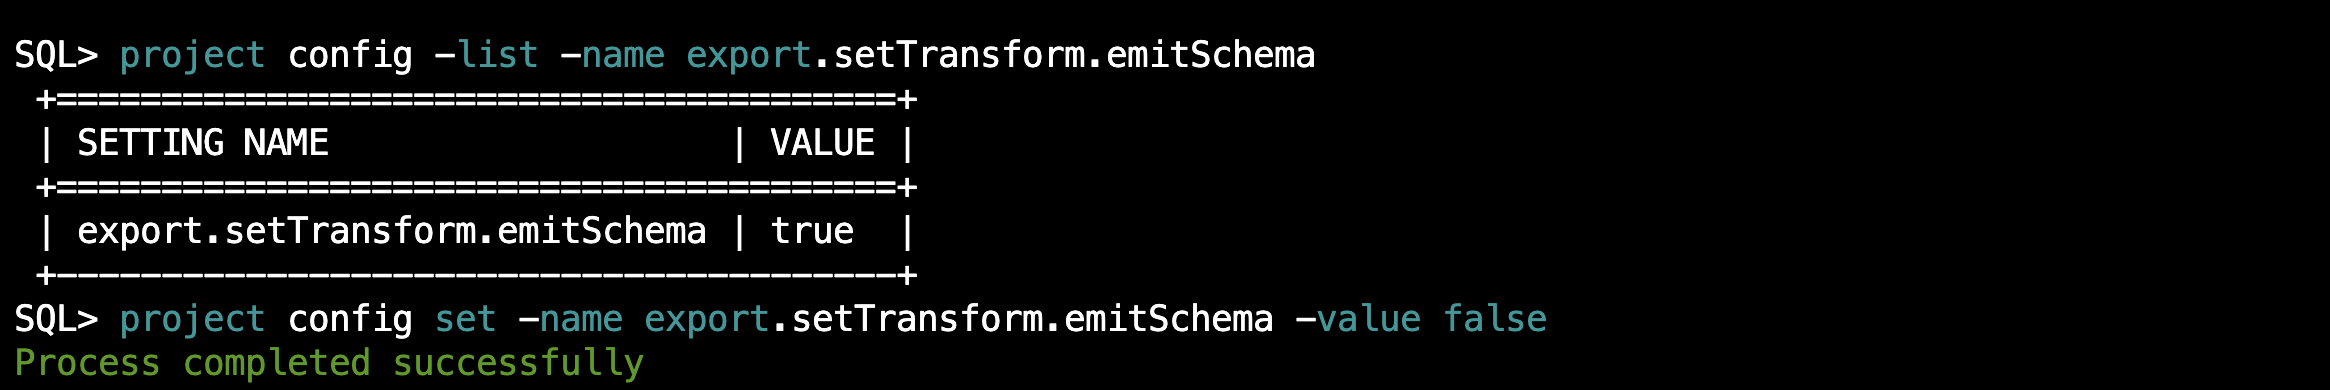 SQL> project config -list -name export.setTransform.emitSchema
+========================================+
| SETTING NAME                   | VALUE |
+========================================+
| export.setTransform.emitSchema | true  |
+----------------------------------------+
SQL> project config set -name export.setTransform.emitSchema -value false
Process completed successfully